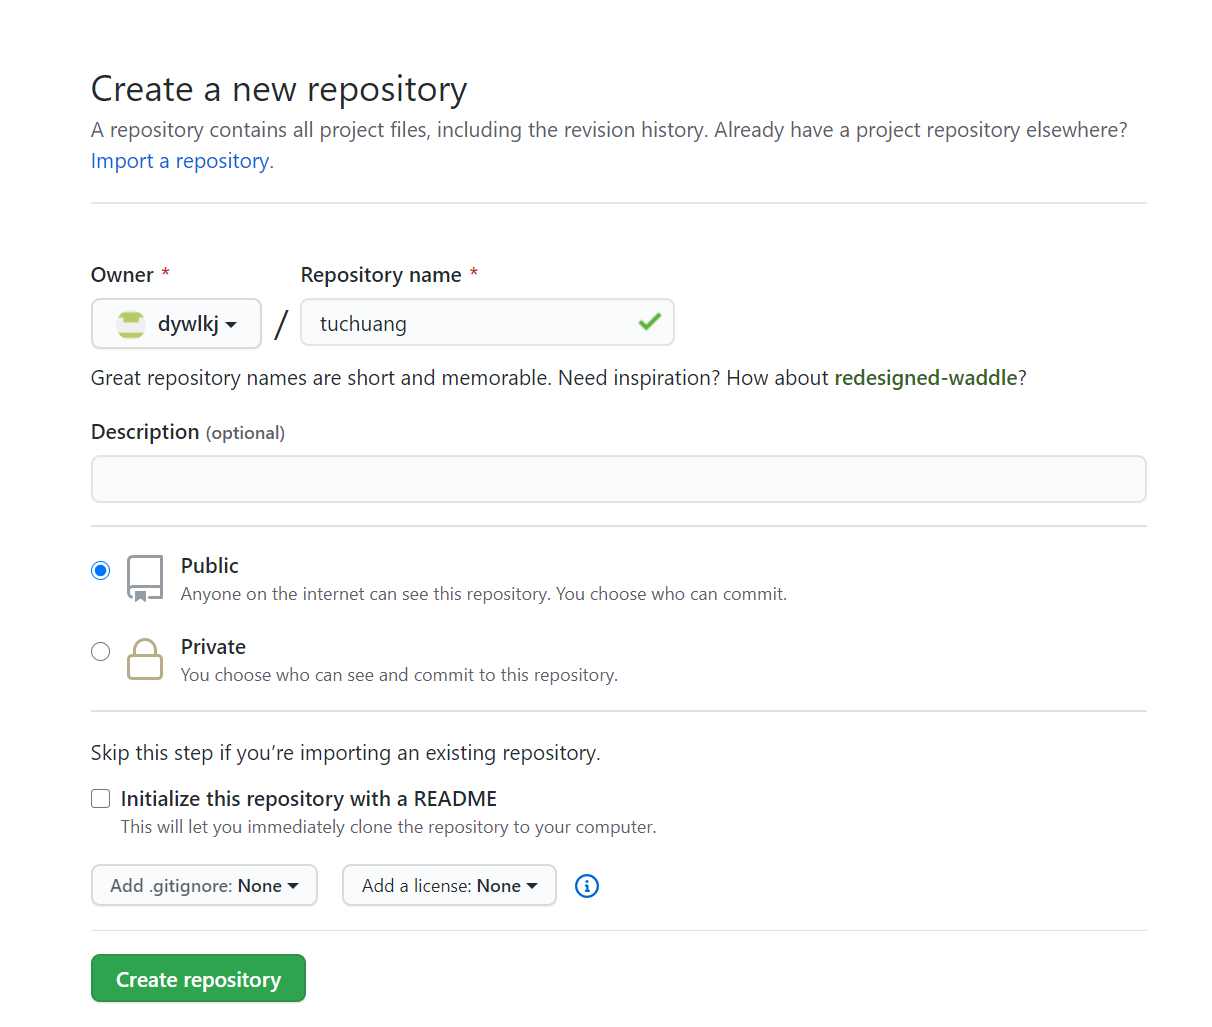 Create a new repository
A repository contains all project files, including the revision history. Already have a project repository elsewhere?
Import a repository.
Owner * Repository name *
dywlkj / tuchuang
Great repository names are short and memorable. Need inspiration? How about redesigned-waddle?
Description (optional)
Public
Anyone on the internet can see this repository. You choose who can commit.
Private
You choose who can see and commit to this repository.
Skip this step if you’re importing an existing repository.
Initialize this repository with a README
This will let you immediately clone the repository to your computer.
Add .gitignore: None Add a license: None
Create repository